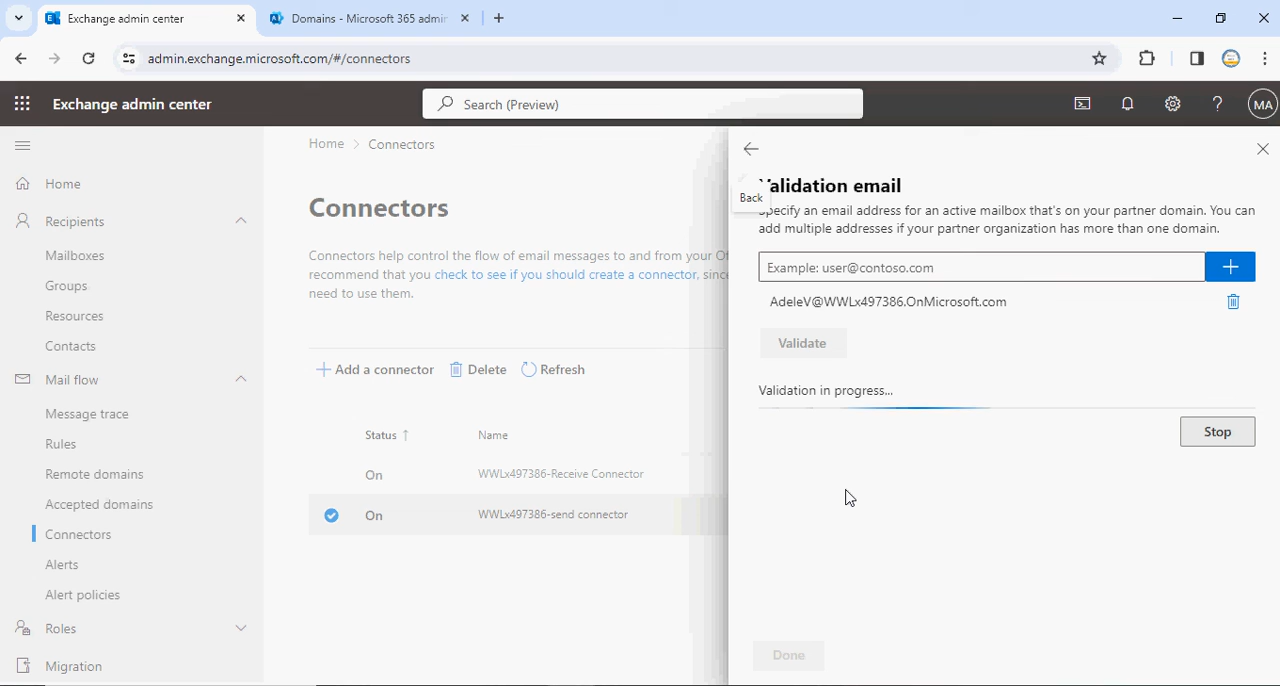 Exchange admin center
Domains - Microsoft 365 admin
admin.exchange.microsoft.com/#/connectors
Exchange admin center
Search (Preview)
MA
Home
Recipients
Mailboxes
Groups
Resources
Contacts
Mail flow
Message trace
Rules
Remote domains
Accepted domains
Connectors
Alerts
Alert policies
Roles
Migration
Home > Connectors
Connectors
Connectors help control the flow of email messages to and from your Of
recommend that you check to see if you should create a connector, since
need to use them.
Add a connector
Delete
Refresh
Status ↑
Name
On
WWLx497386-Receive Connector
On
WWLx497386-send connector
Back
Validation email
Specify an email address for an active mailbox that's on your partner domain. You can
add multiple addresses if your partner organization has more than one domain.
Example: user@contoso.com
AdeleV@WWLx497386.OnMicrosoft.com
Validate
Validation in progress...
Stop
Done